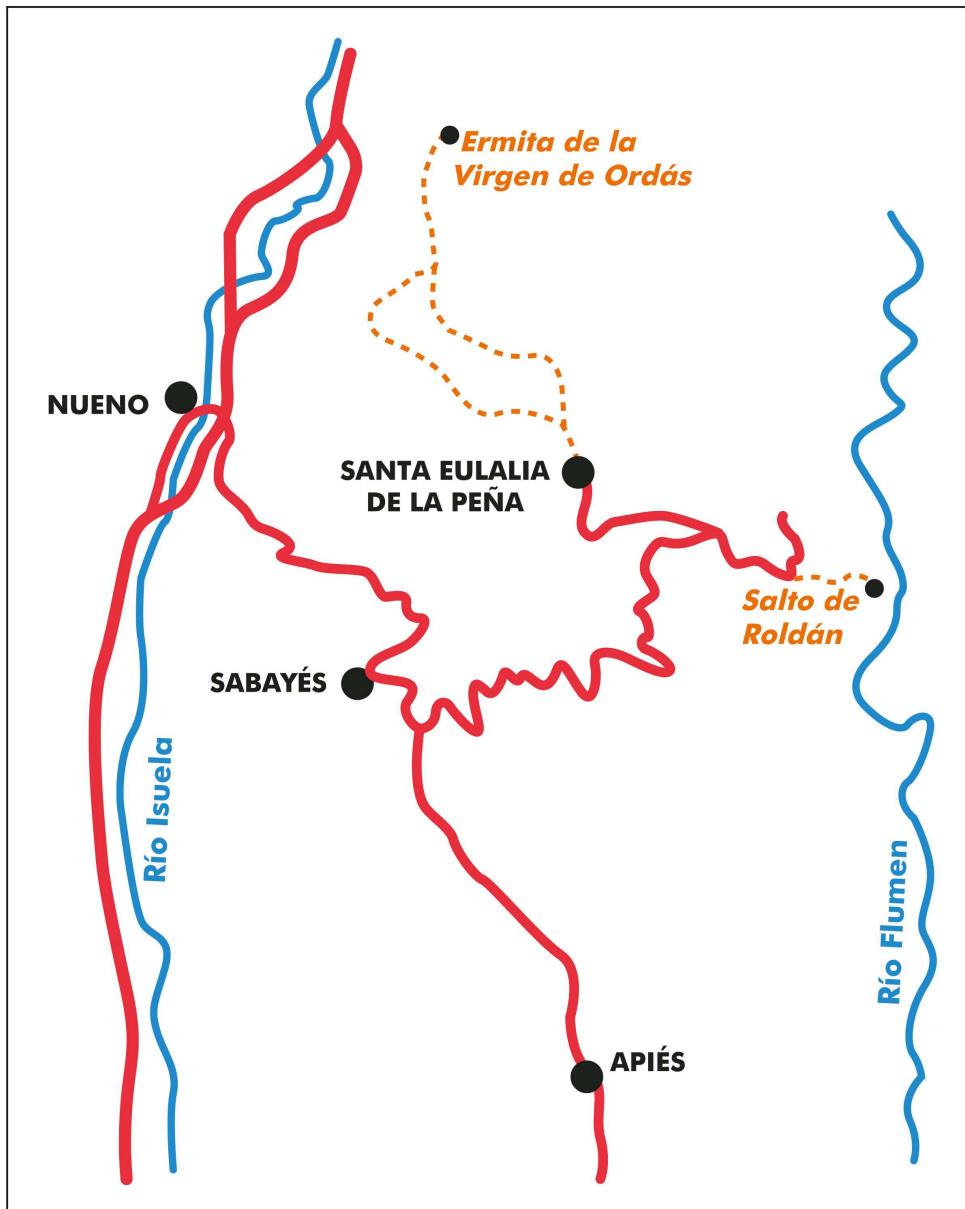 Ermita de la
Virgen de Ordás
NUENO
SANTA EULALIA
DE LA PEÑA
Salto de
Roldán
SABAYÉS
Río Isuela
Río Flumen
APIÉS